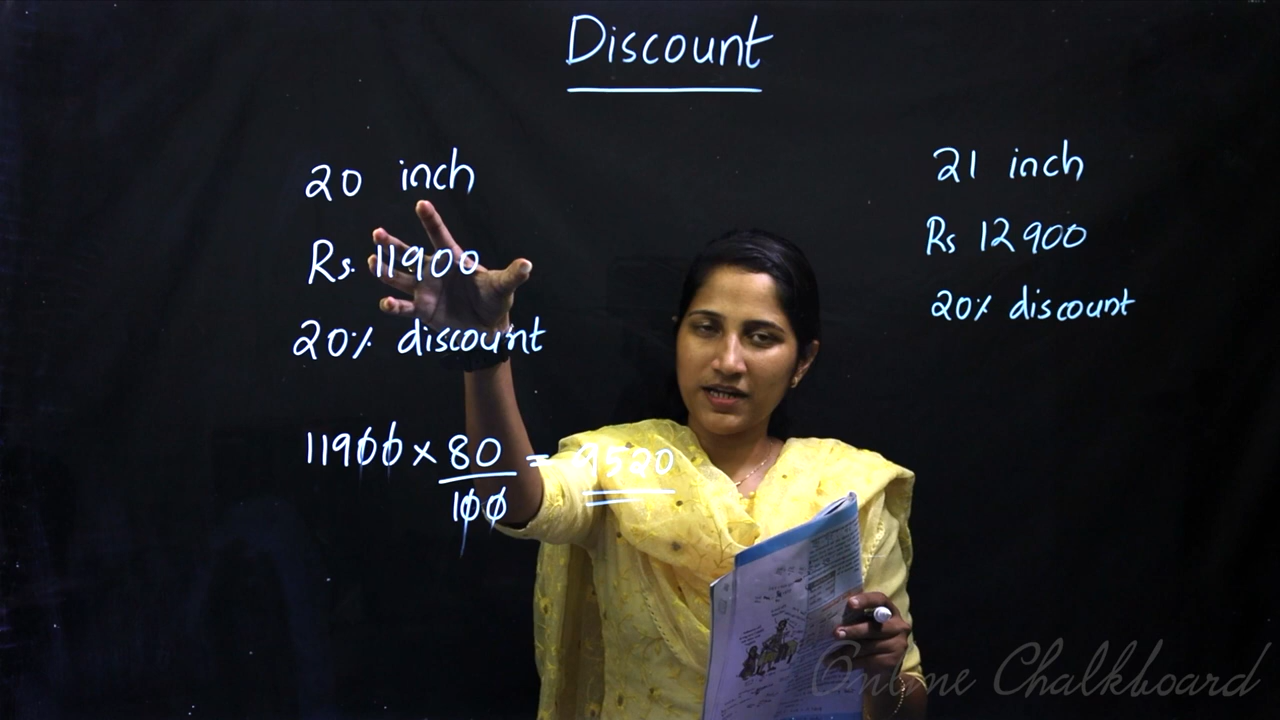 Discount
20 inch
Rs. 11900
20% discount
11900 × 80 = 9520
100
21 inch
Rs 12900
20% discount
Online Chalkboard